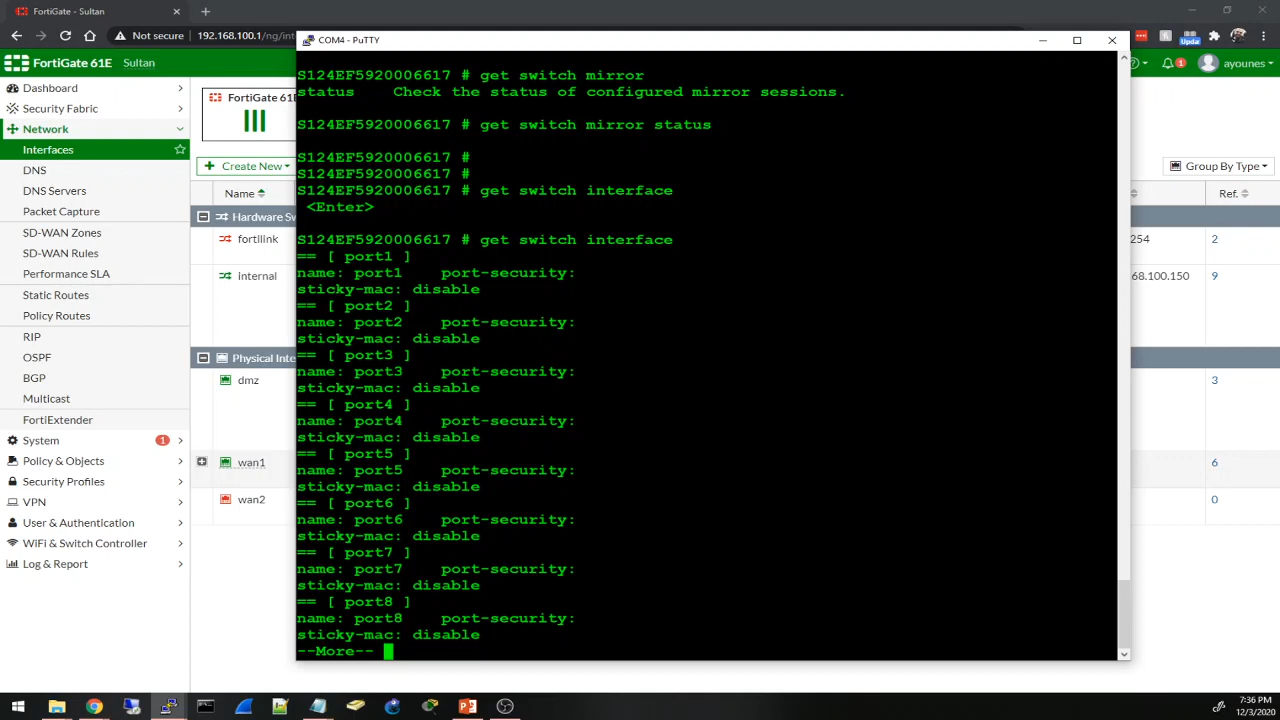 FortiGate - Sultan
Not secure
192.168.100.1/ng/int
Upda
FortiGate 61E
Sultan
1
ayounes
Dashboard
Security Fabric
Network
Interfaces
DNS
DNS Servers
Packet Capture
SD-WAN Zones
SD-WAN Rules
Performance SLA
Static Routes
Policy Routes
RIP
OSPF
BGP
Multicast
FortiExtender
System
1
Policy & Objects
Security Profiles
VPN
User & Authentication
WiFi & Switch Controller
Log & Report
FortiGate 61E
Create New
Group By Type
Name
Ref.
Hardware Sw
fortilink
254
2
internal
68.100.150
9
Physical Inte
dmz
3
wan1
6
wan2
0
COM4 - PuTTY
S124EF5920006617 # get switch mirror
status    Check the status of configured mirror sessions.
S124EF5920006617 # get switch mirror status
S124EF5920006617 #
S124EF5920006617 #
S124EF5920006617 # get switch interface
<Enter>
S124EF5920006617 # get switch interface
== [ port1 ]
name: port1    port-security:
sticky-mac: disable
== [ port2 ]
name: port2    port-security:
sticky-mac: disable
== [ port3 ]
name: port3    port-security:
sticky-mac: disable
== [ port4 ]
name: port4    port-security:
sticky-mac: disable
== [ port5 ]
name: port5    port-security:
sticky-mac: disable
== [ port6 ]
name: port6    port-security:
sticky-mac: disable
== [ port7 ]
name: port7    port-security:
sticky-mac: disable
== [ port8 ]
name: port8    port-security:
sticky-mac: disable
--More--
7:36 PM
12/3/2020